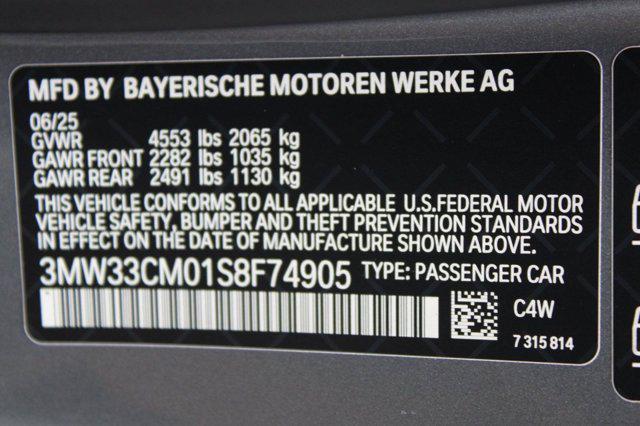 MFD BY BAYERISCHE MOTOREN WERKE AG
06/25
GVWR 4553 lbs 2065 kg
GAWR FRONT 2282 lbs 1035 kg
GAWR REAR 2491 lbs 1130 kg
THIS VEHICLE CONFORMS TO ALL APPLICABLE U.S.FEDERAL MOTOR
VEHICLE SAFETY, BUMPER AND THEFT PREVENTION STANDARDS
IN EFFECT ON THE DATE OF MANUFACTURE SHOWN ABOVE.
3MW33CM01S8F74905 TYPE: PASSENGER CAR
C4W
7 315 814